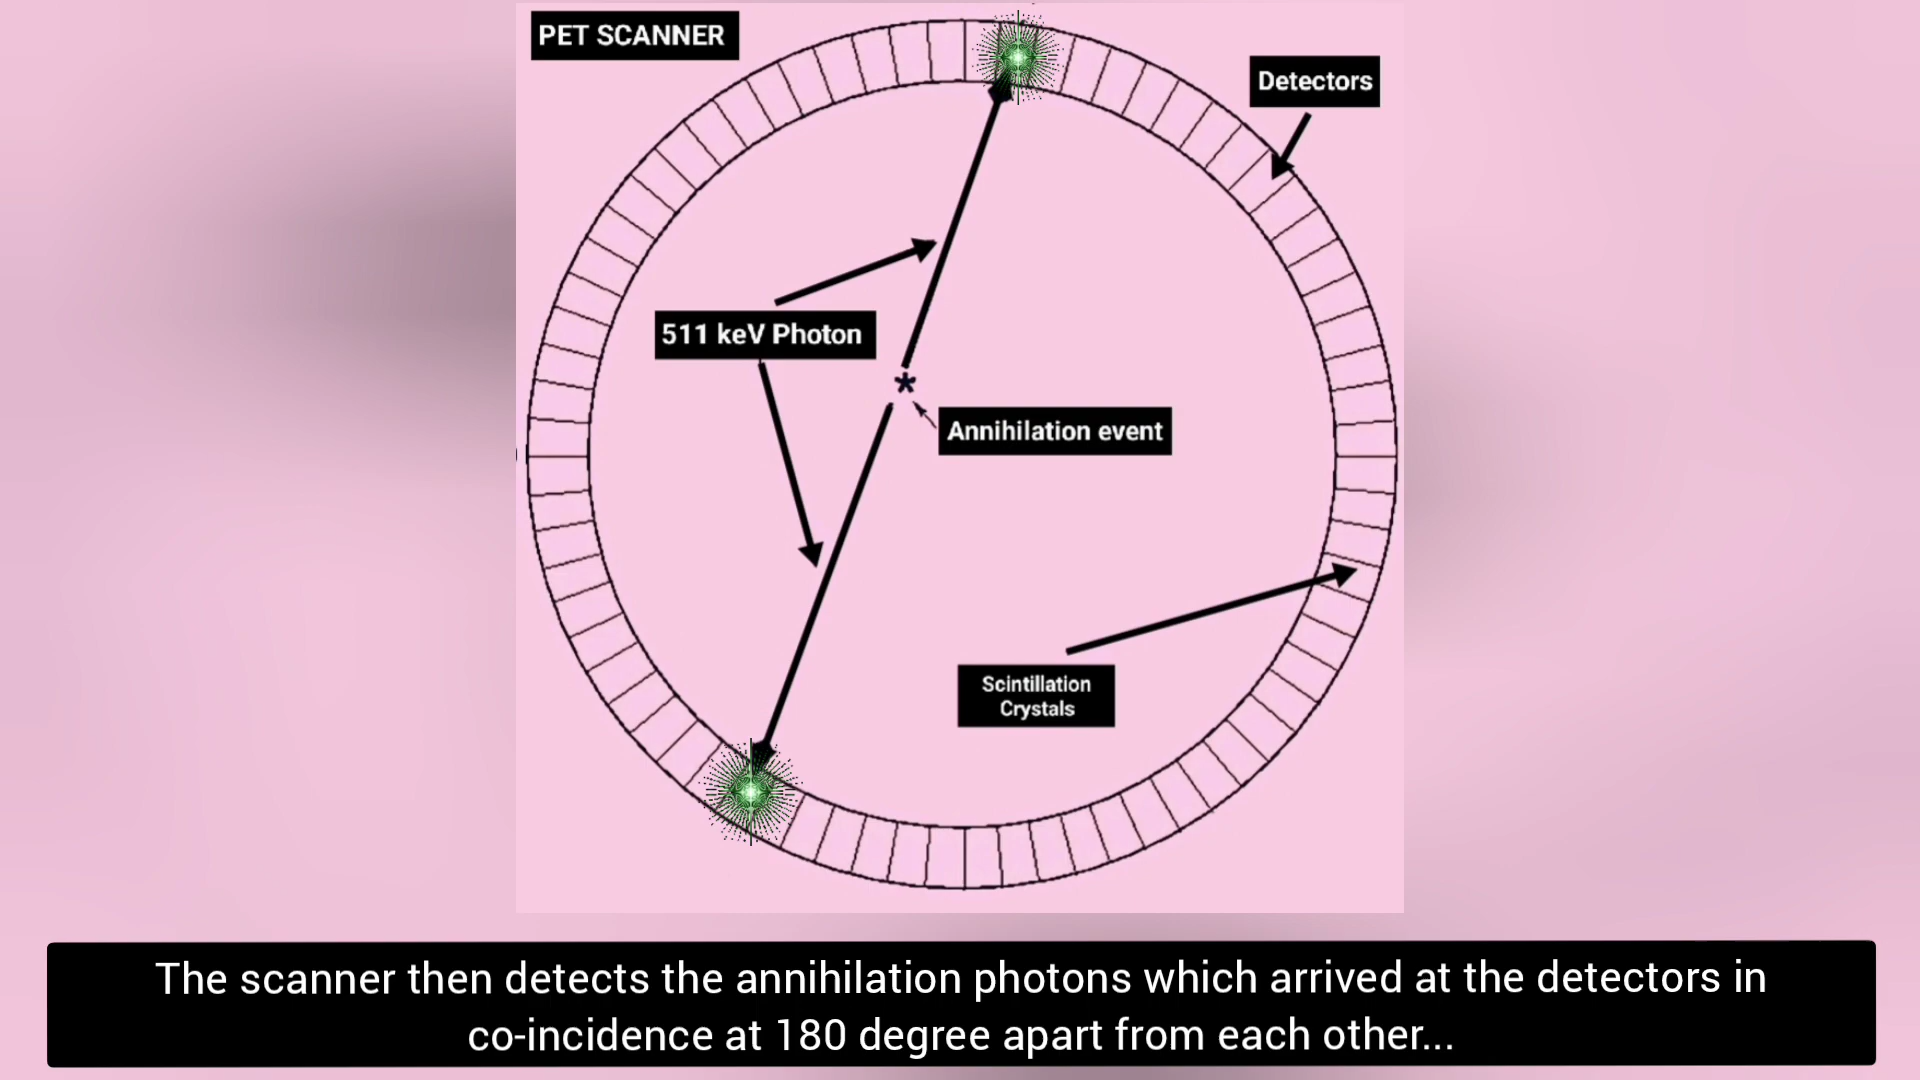 PET SCANNER
Detectors
511 keV Photon
Annihilation event
Scintillation
Crystals
The scanner then detects the annihilation photons which arrived at the detectors in
co-incidence at 180 degree apart from each other...